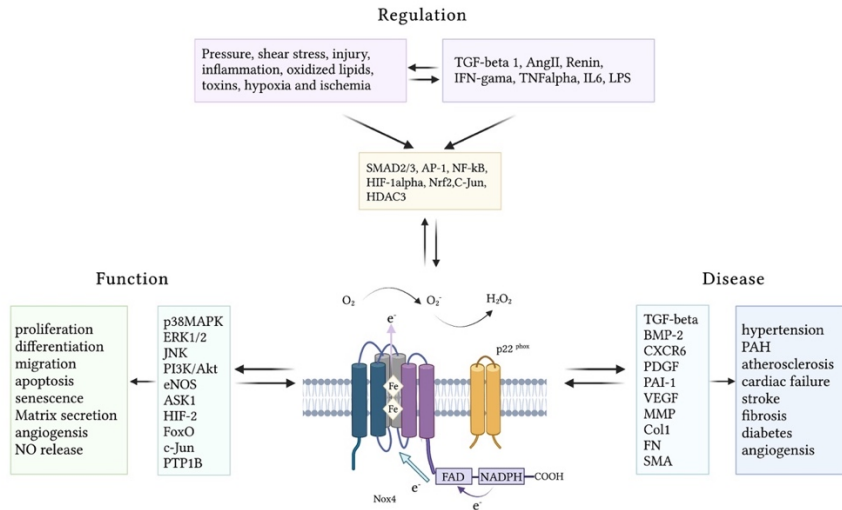 Regulation
Pressure, shear stress, injury,
inflammation, oxidized lipids,
toxins, hypoxia and ischemia
TGF-beta 1, AngII, Renin,
IFN-gama, TNFalpha, IL6, LPS
SMAD2/3, AP-1, NF-kB,
HIF-1alpha, Nrf2,C-Jun,
HDAC3
Function
proliferation
differentiation
migration
apoptosis
senescence
Matrix secretion
angiogensis
NO release
p38MAPK
ERK1/2
JNK
PI3K/Akt
eNOS
ASK1
HIF-2
FoxO
c-Jun
PTP1B
O₂
O₂⁻
H₂O₂
e⁻
p22 phox
Fe
Fe
FAD
NADPH
COOH
e⁻
e⁻
Nox4
Disease
TGF-beta
BMP-2
CXCR6
PDGF
PAI-1
VEGF
MMP
Col1
FN
SMA
hypertension
PAH
atherosclerosis
cardiac failure
stroke
fibrosis
diabetes
angiogensis